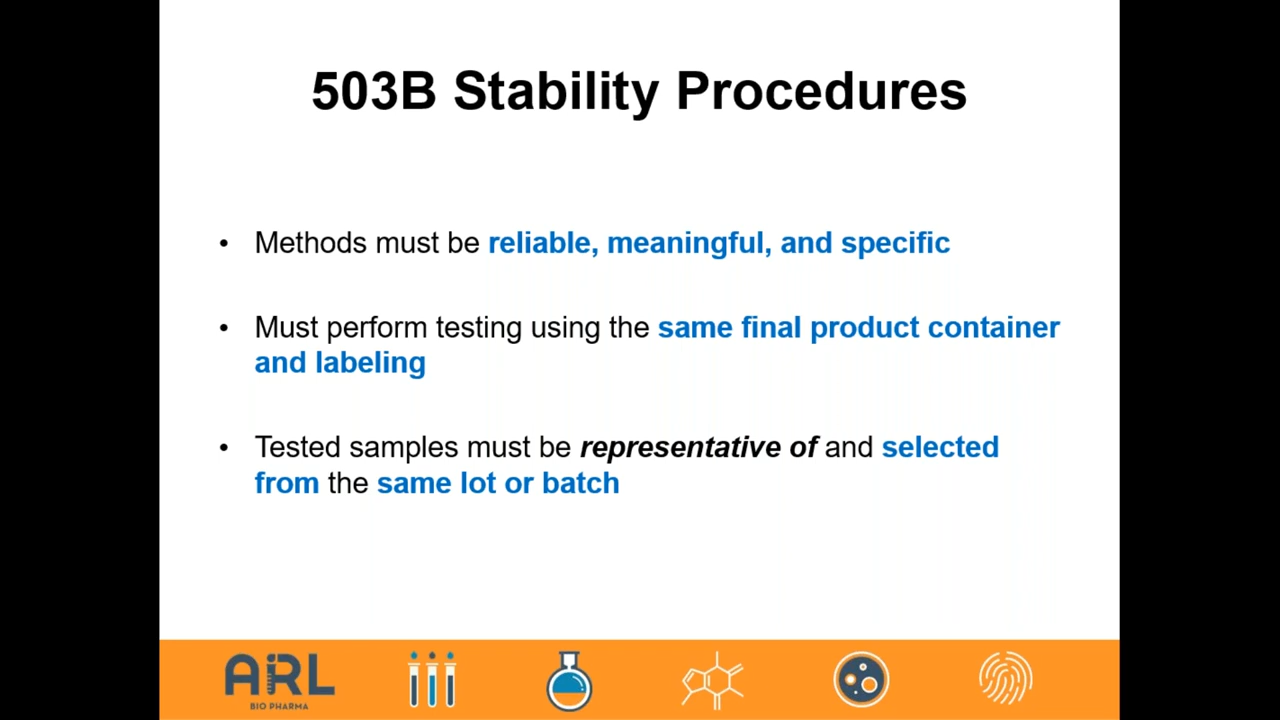 503B Stability Procedures
• Methods must be reliable, meaningful, and specific
• Must perform testing using the same final product container
and labeling
• Tested samples must be representative of and selected
from the same lot or batch
ARL
BIO PHARMA